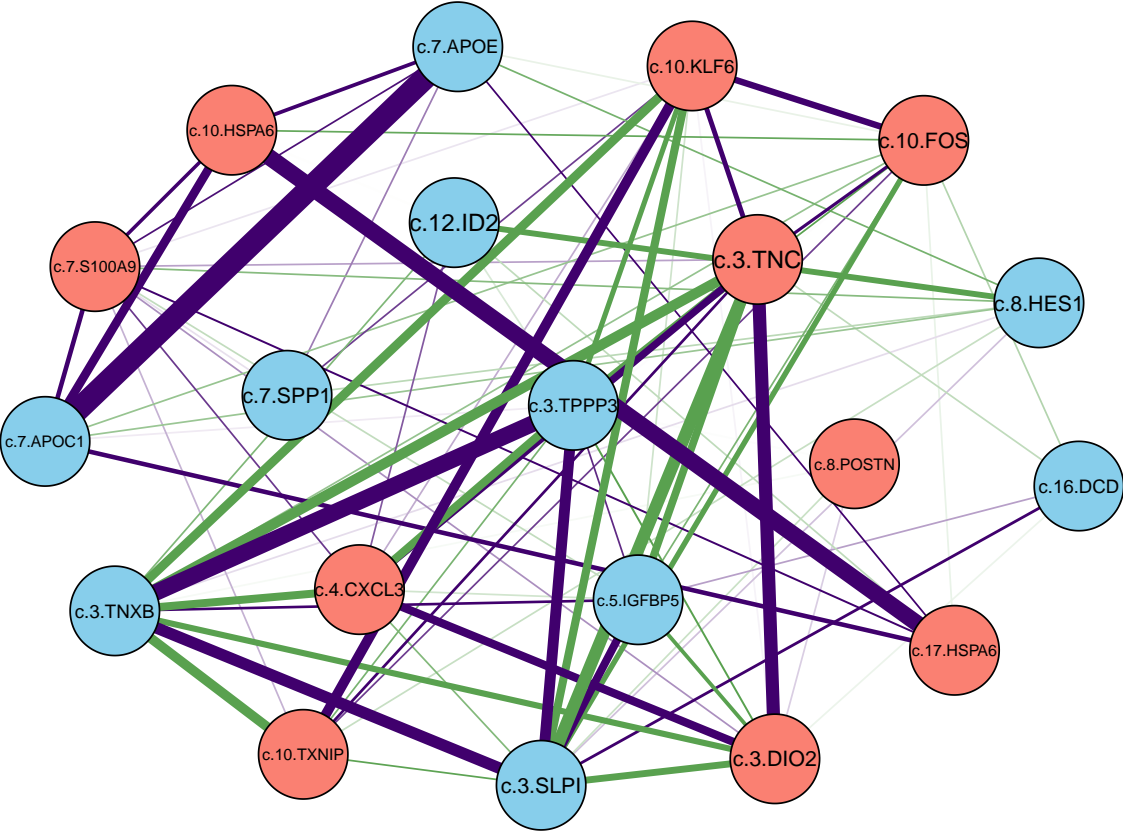 c.7.APOE
c.10.KLF6
c.10.HSPA6
c.10.FOS
c.12.ID2
c.3.TNC
c.7.S100A9
c.8.HES1
c.7.SPP1
c.3.TPPP3
c.7.APOC1
c.8.POSTN
c.16.DCD
c.4.CXCL3
c.5.IGFBP5
c.3.TNXB
c.17.HSPA6
c.10.TXNIP
c.3.DIO2
c.3.SLPI